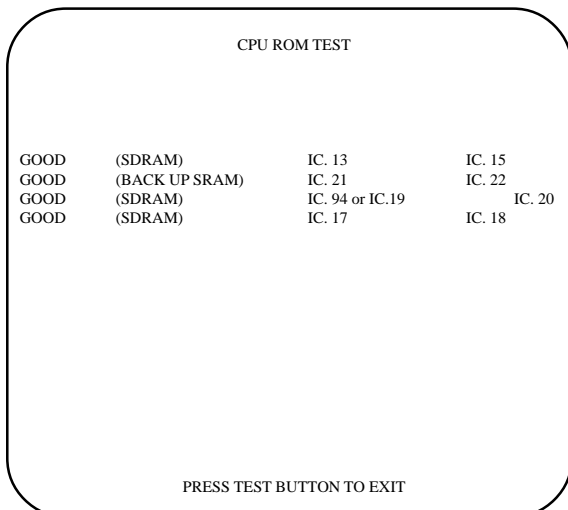 CPU ROM TEST
GOOD (SDRAM) IC. 13 IC. 15
GOOD (BACK UP SRAM) IC. 21 IC. 22
GOOD (SDRAM) IC. 94 or IC.19 IC. 20
GOOD (SDRAM) IC. 17 IC. 18
PRESS TEST BUTTON TO EXIT